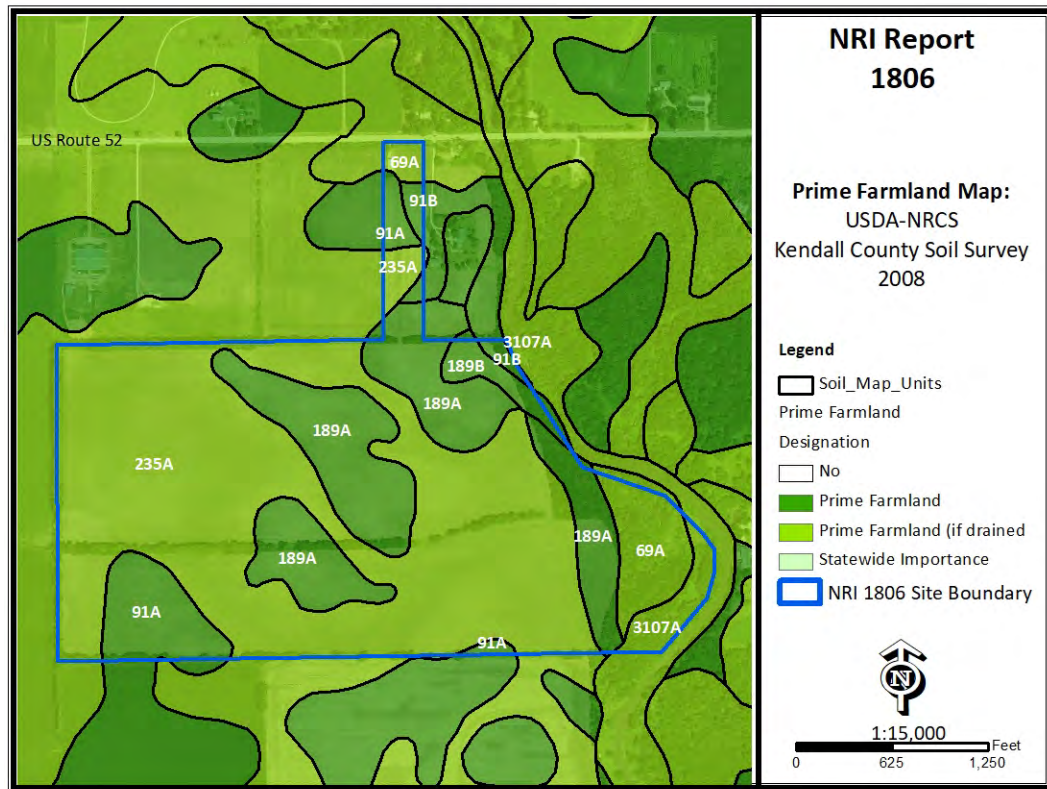 US Route 52
69A
91B
91A
235A
3107A
91B
189B
189A
189A
235A
189A
189A
69A
91A
3107A
91A
NRI Report
1806
Prime Farmland Map:
USDA-NRCS
Kendall County Soil Survey
2008
Legend
Soil_Map_Units
Prime Farmland
Designation
No
Prime Farmland
Prime Farmland (if drained
Statewide Importance
NRI 1806 Site Boundary
N
1:15,000
Feet
0 625 1,250